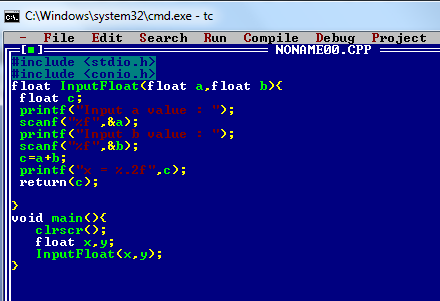 C:\Windows\system32\cmd.exe - tc
File Edit Search Run Compile Debug Project
NONAME00.CPP
#include <stdio.h>
#include <conio.h>
float InputFloat(float a,float b){
 float c;
 printf("Input a value : ");
 scanf("%f",&a);
 printf("Input b value : ");
 scanf("%f",&b);
 c=a+b;
 printf("x = %.2f",c);
 return(c);
}
void main(){
   clrscr();
   float x,y;
   InputFloat(x,y);
}